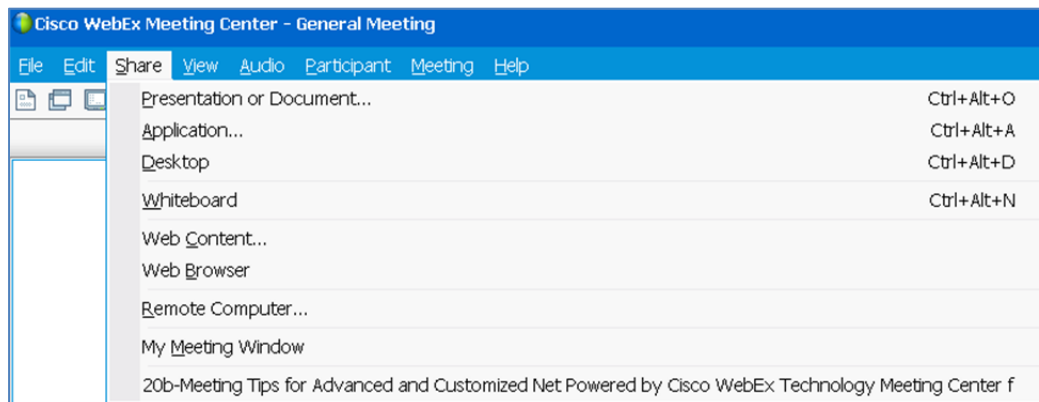 Cisco WebEx Meeting Center - General Meeting
File Edit Share View Audio Participant Meeting Help
Presentation or Document... Ctrl+Alt+O
Application... Ctrl+Alt+A
Desktop Ctrl+Alt+D
Whiteboard Ctrl+Alt+N
Web Content...
Web Browser
Remote Computer...
My Meeting Window
20b-Meeting Tips for Advanced and Customized Net Powered by Cisco WebEx Technology Meeting Center f